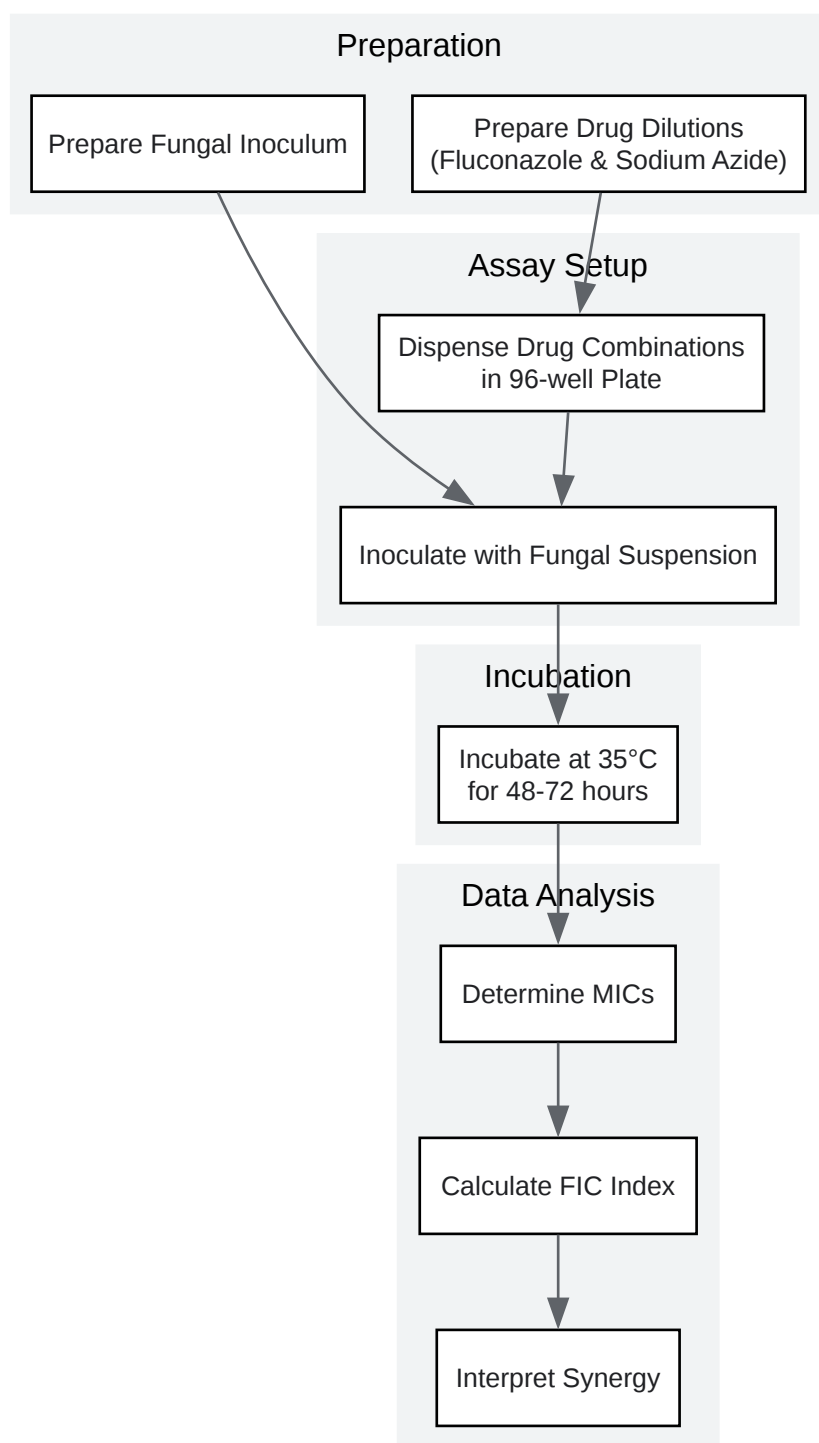 Preparation
Prepare Fungal Inoculum
Prepare Drug Dilutions
(Fluconazole & Sodium Azide)
Assay Setup
Dispense Drug Combinations
in 96-well Plate
Inoculate with Fungal Suspension
Incubation
Incubate at 35°C
for 48-72 hours
Data Analysis
Determine MICs
Calculate FIC Index
Interpret Synergy